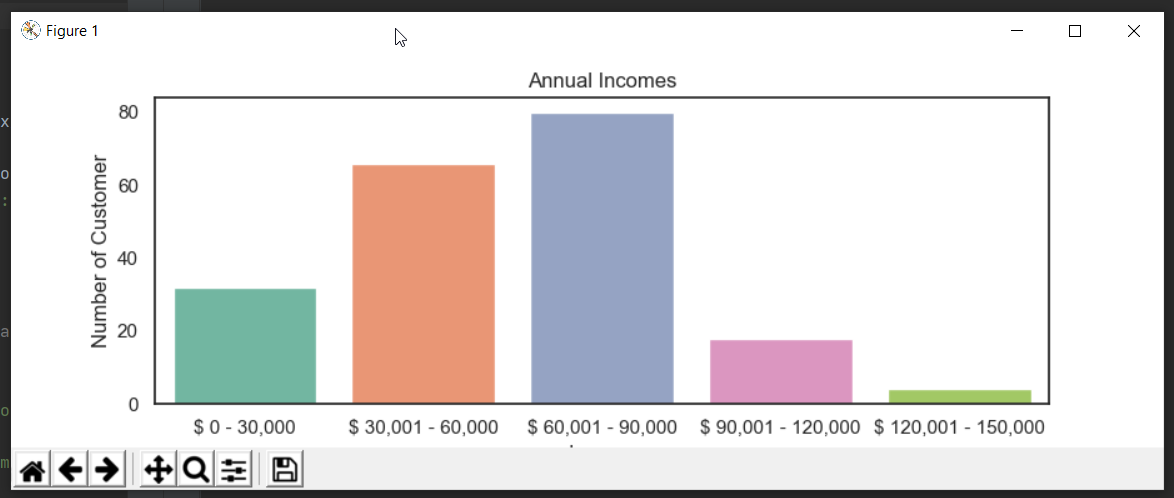 Figure 1
Annual Incomes
Number of Customer
80
60
40
20
0
$ 0 - 30,000 $ 30,001 - 60,000 $ 60,001 - 90,000 $ 90,001 - 120,000 $ 120,001 - 150,000
x
o
:
a
o
m